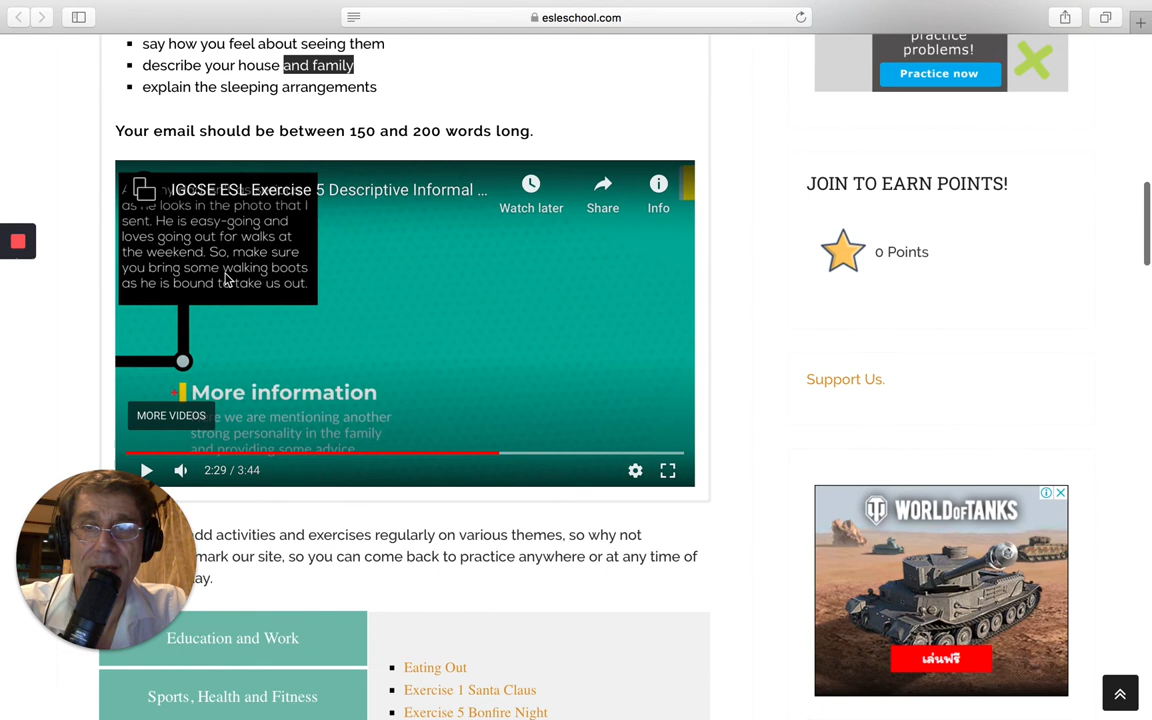 esleschool.com
say how you feel about seeing them
describe your house and family
explain the sleeping arrangements
Your email should be between 150 and 200 words long.
IGCSE ESL Exercise 5 Descriptive Informal ...
Watch later
Share
Info
as he looks in the photo that I
sent. He is easy-going and
loves going out for walks at
the weekend. So, make sure
you bring some walking boots
as he is bound to take us out.
More information
we are mentioning another
strong personality in the family
and providing some advice
MORE VIDEOS
2:29 / 3:44
add activities and exercises regularly on various themes, so why not
mark our site, so you can come back to practice anywhere or at any time of
Education and Work
Sports, Health and Fitness
Eating Out
Exercise 1 Santa Claus
Exercise 5 Bonfire Night
practice
problems!
Practice now
JOIN TO EARN POINTS!
0 Points
Support Us.
WORLD OF TANKS
เล่นฟรี